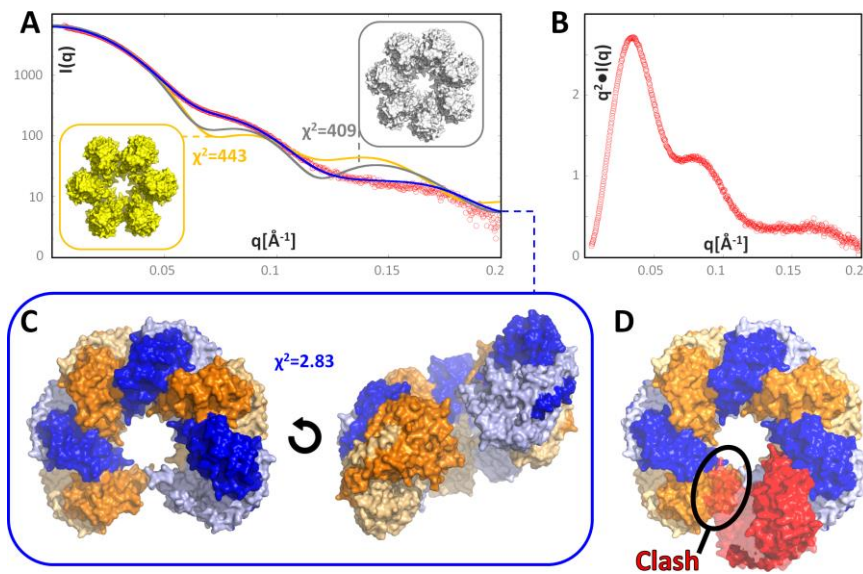 A
I(q)
1000
100
10
0
χ²=443
χ²=409
0.05
0.1
0.15
0.2
q[Å⁻¹]
B
q²●I(q)
2
1
0
0.05
0.1
0.15
0.2
q[Å⁻¹]
C
χ²=2.83
D
Clash